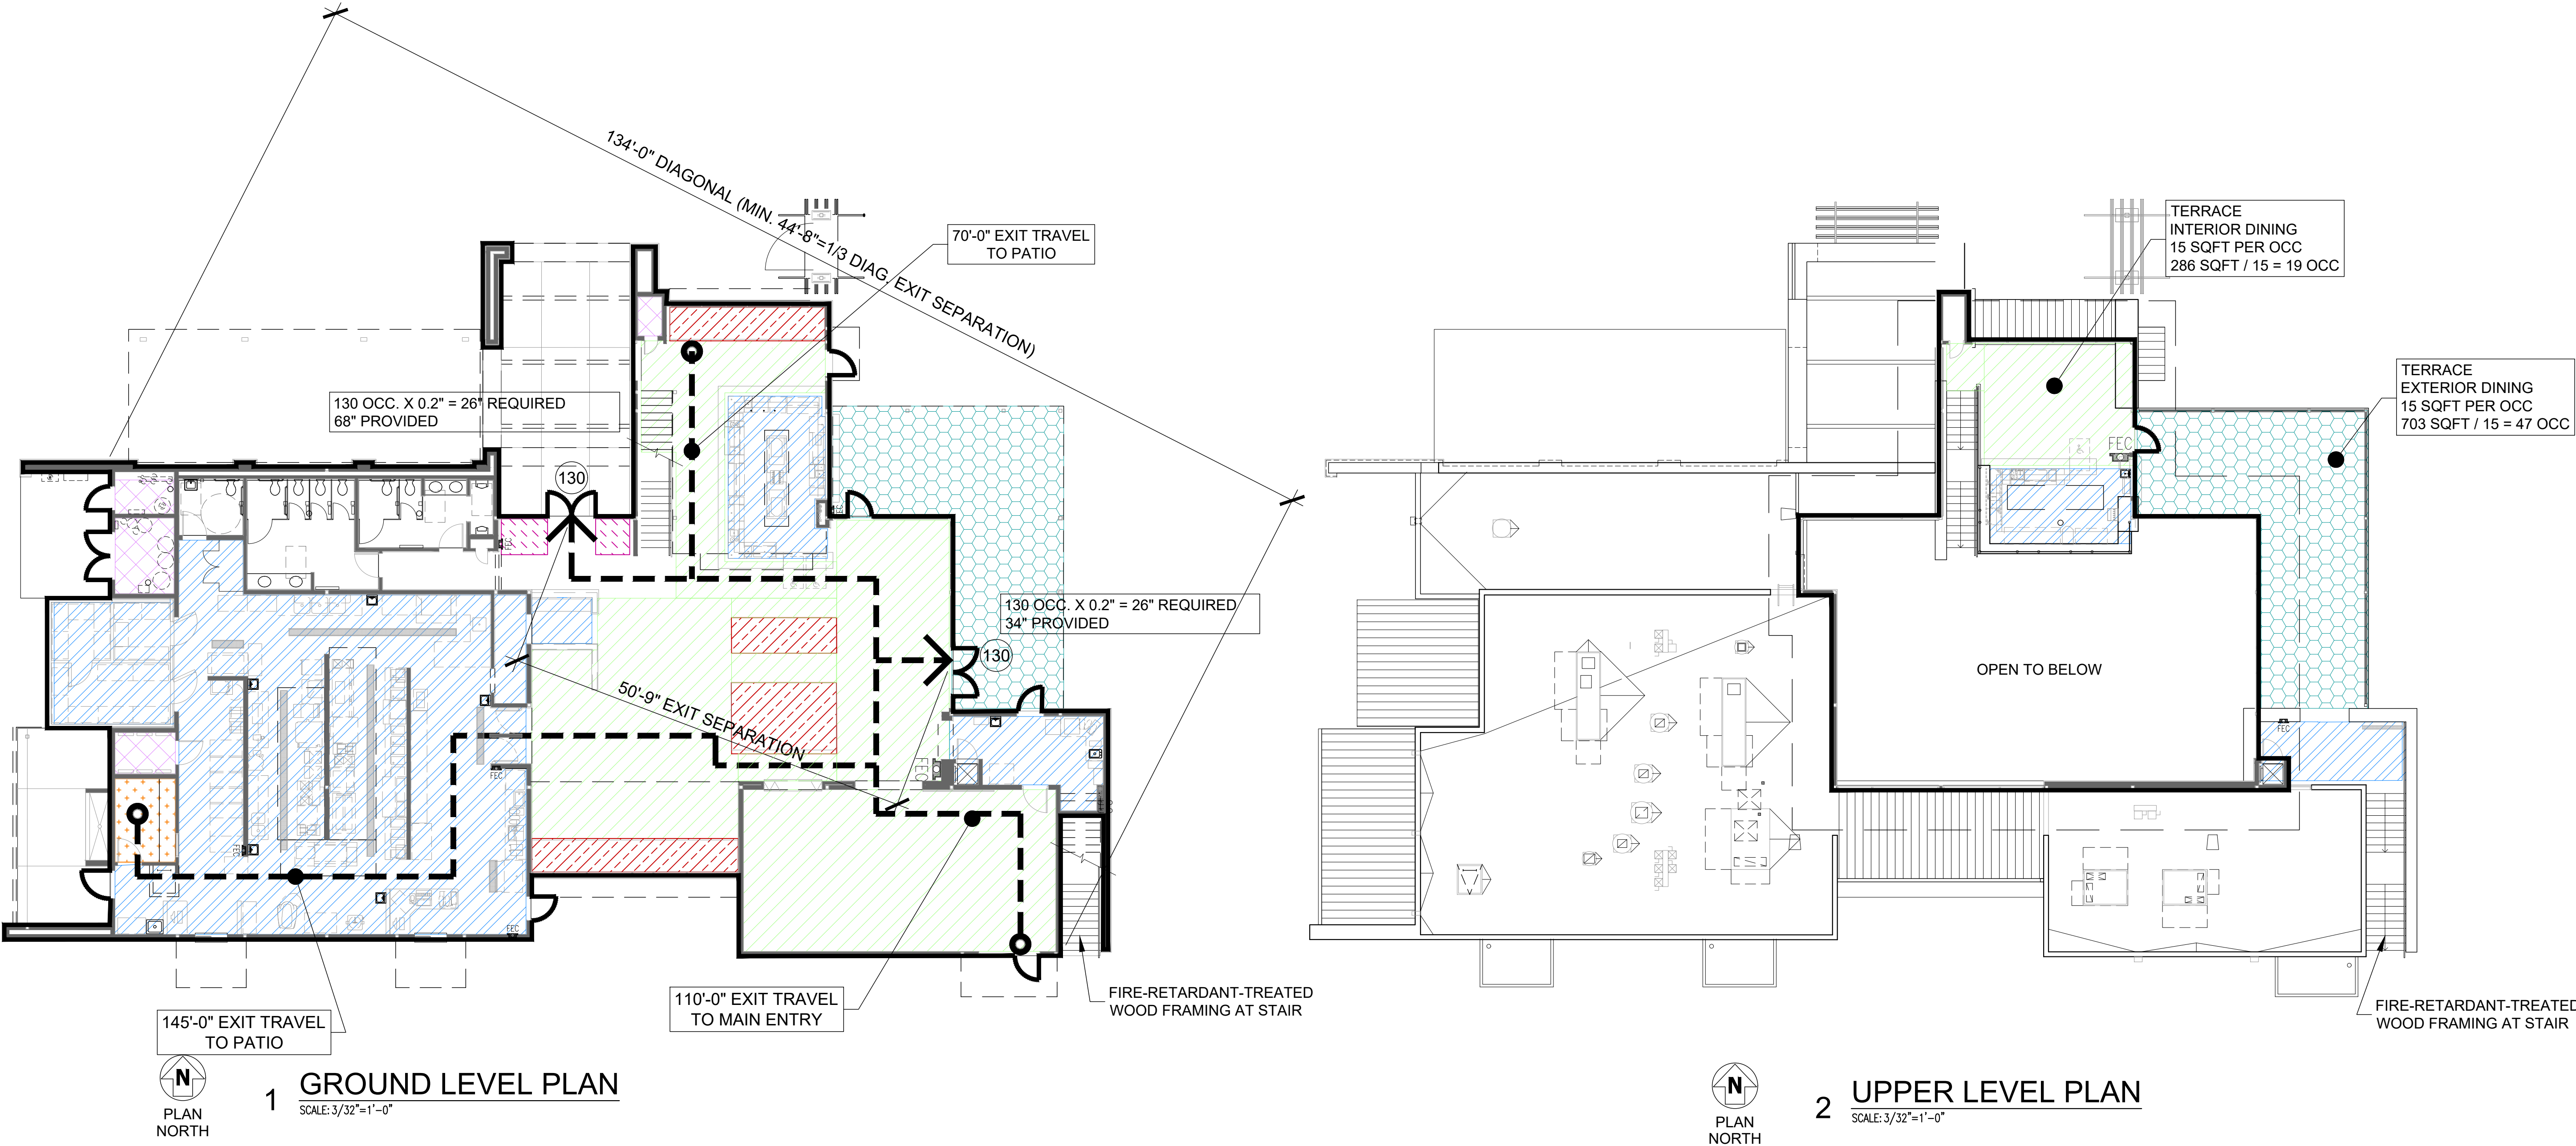 134'-0" DIAGONAL (MIN. 44'-8"=1/3 DIAG. EXIT SEPARATION)
70'-0" EXIT TRAVEL
TO PATIO
130 OCC. X 0.2" = 26" REQUIRED
68" PROVIDED
130
FEC
FEC
130 OCC. X 0.2" = 26" REQUIRED
34" PROVIDED
130
50'-9" EXIT SEPARATION
FEC
FEC
FEC
FEC
145'-0" EXIT TRAVEL
TO PATIO
110'-0" EXIT TRAVEL
TO MAIN ENTRY
FIRE-RETARDANT-TREATED
WOOD FRAMING AT STAIR
N
PLAN
NORTH
1
GROUND LEVEL PLAN
SCALE: 3/32"=1'-0"
TERRACE
INTERIOR DINING
15 SQFT PER OCC
286 SQFT / 15 = 19 OCC
TERRACE
EXTERIOR DINING
15 SQFT PER OCC
703 SQFT / 15 = 47 OCC
FEC
OPEN TO BELOW
FEC
FIRE-RETARDANT-TREATED
WOOD FRAMING AT STAIR
N
PLAN
NORTH
2
UPPER LEVEL PLAN
SCALE: 3/32"=1'-0"